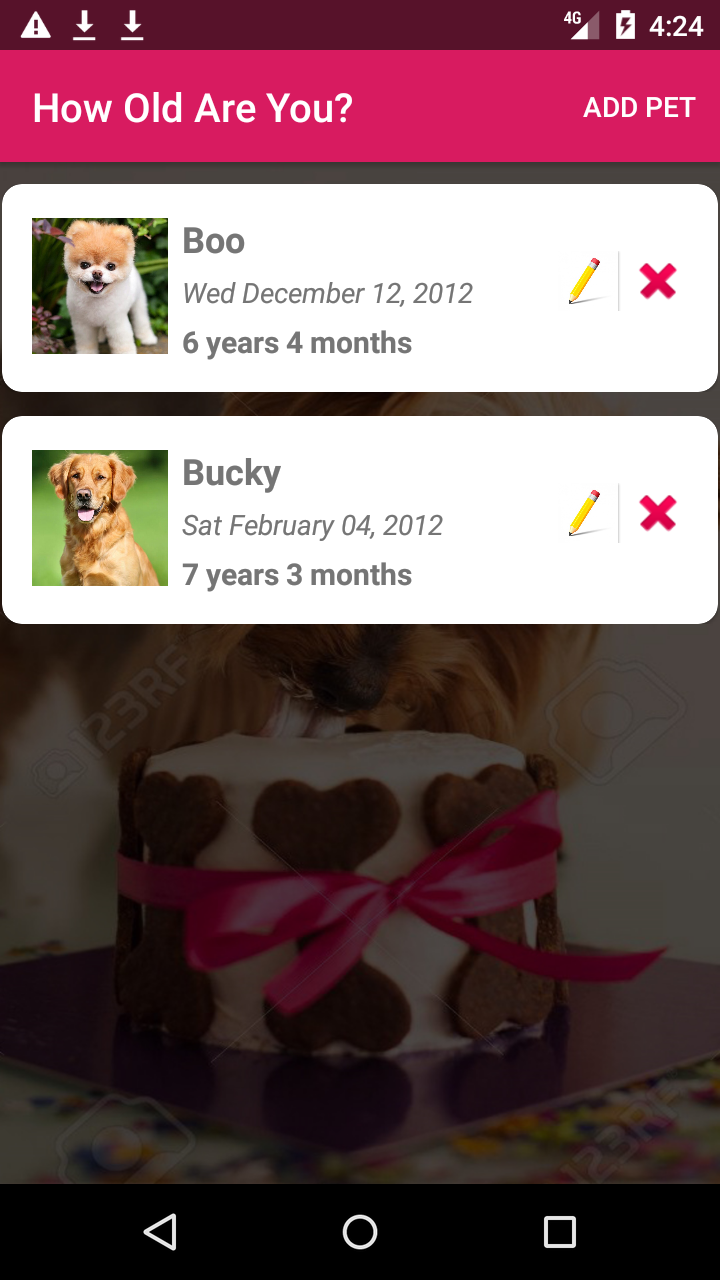 4G 4:24
How Old Are You? ADD PET
Boo
Wed December 12, 2012
6 years 4 months
Bucky
Sat February 04, 2012
7 years 3 months
123RF
123RF